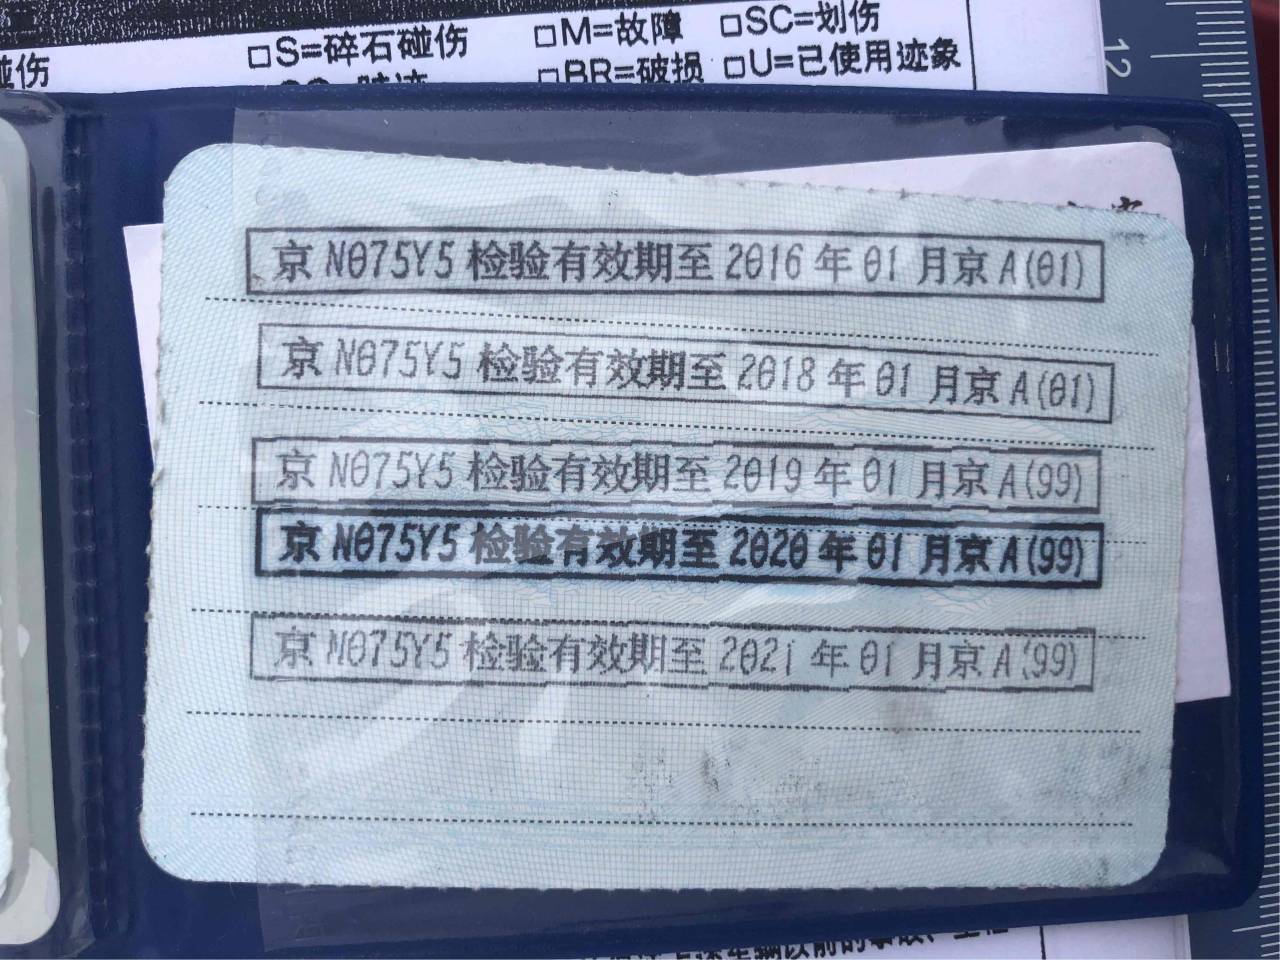 碰伤 □S=碎石碰伤 □M=故障 □SC=划伤
□BR=破损 □U=已使用迹象
12
京N075Y5检验有效期至2016年01月京A(01)
京N075Y5检验有效期至2018年01月京A(01)
京N075Y5检验有效期至2019年01月京A(99)
京N075Y5检验有效期至2020年01月京A(99)
京N075Y5检验有效期至2021年01月京A(99)